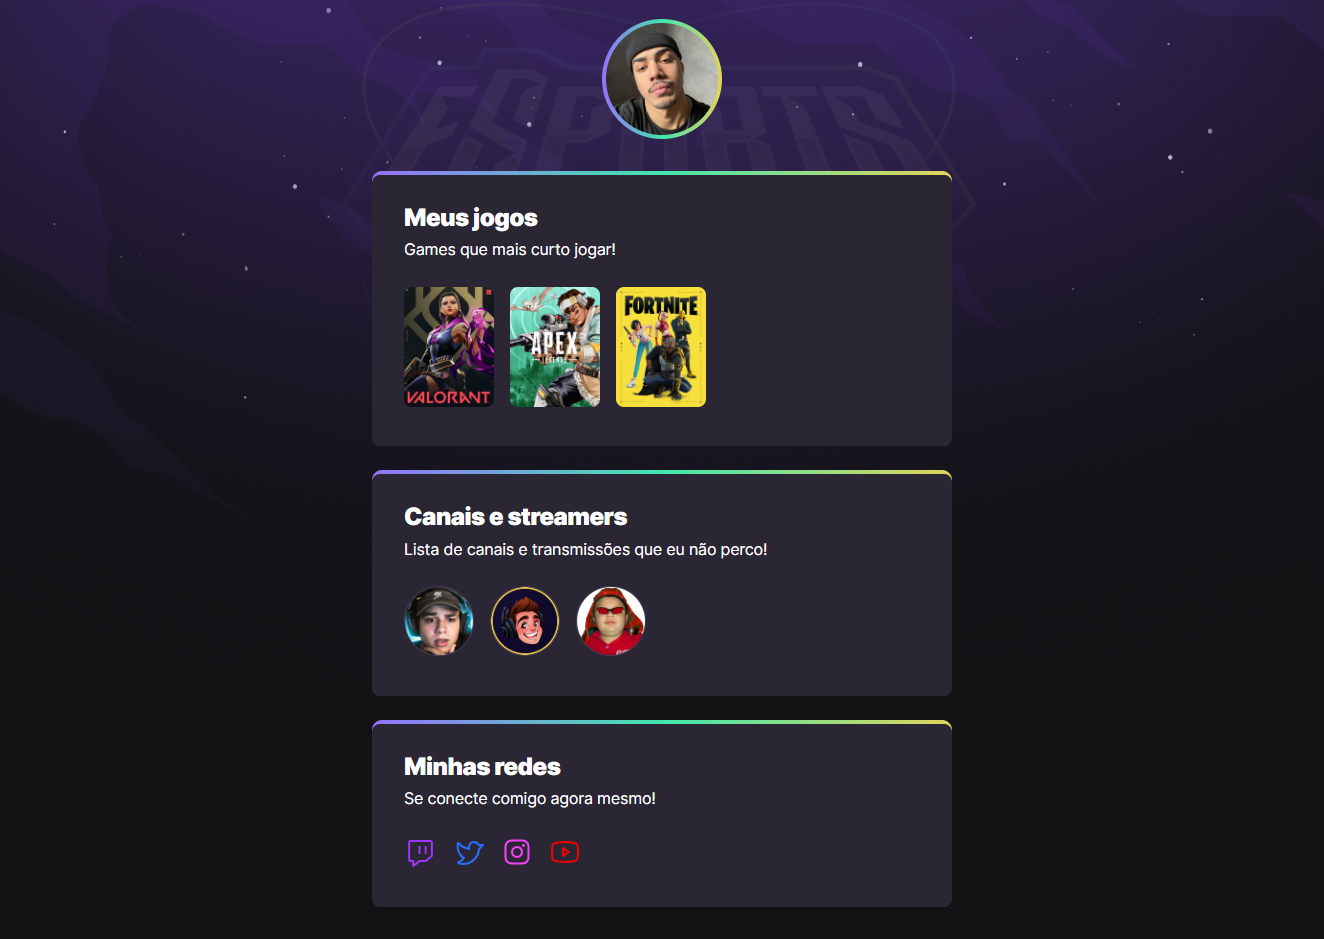 ESPORTS
Meus jogos
Games que mais curto jogar!
VALORANT
APEX
LEGENDS
FORTNITE
Canais e streamers
Lista de canais e transmissões que eu não perco!
Minhas redes
Se conecte comigo agora mesmo!